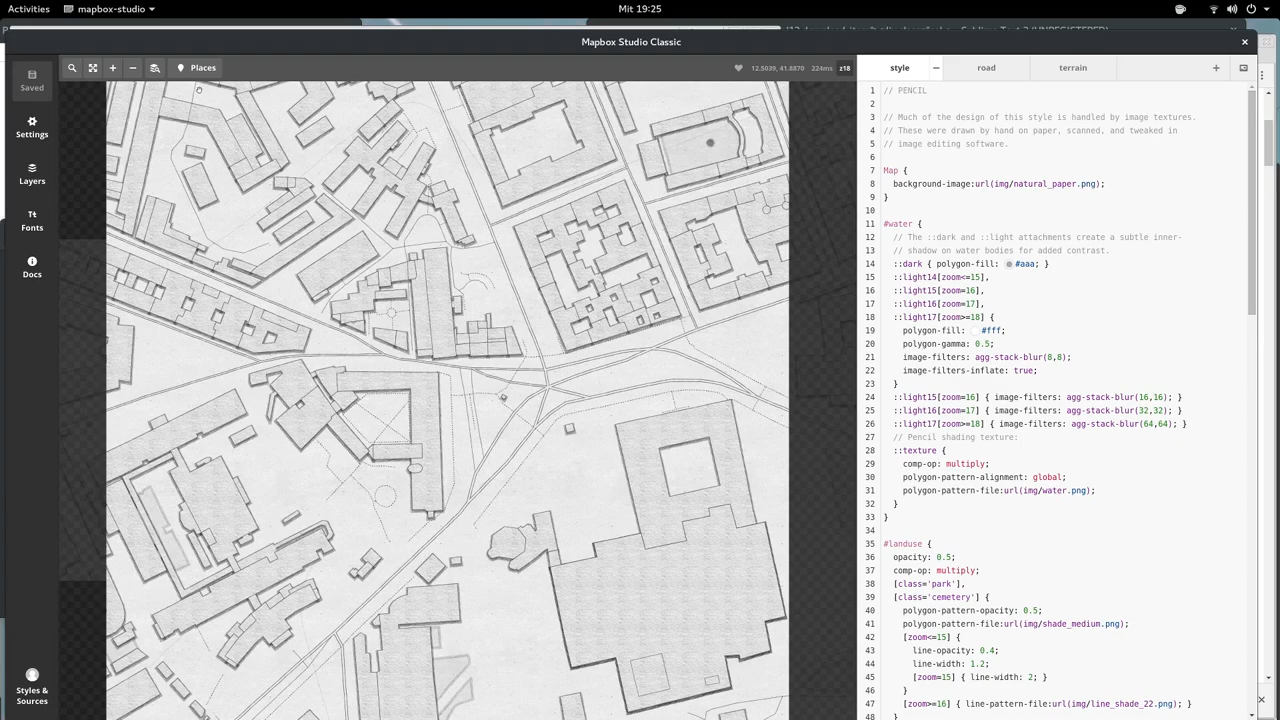 Activities mapbox-studio Mit 19:25
Mapbox Studio Classic
Saved
Settings
Layers
Tt
Fonts
Docs
Styles &
Sources
Places
12.5039, 41.8870 224ms z18
style road terrain
1 // PENCIL
2
3 // Much of the design of this style is handled by image textures.
4 // These were drawn by hand on paper, scanned, and tweaked in
5 // image editing software.
6
7 Map {
8 background-image:url(img/natural_paper.png);
9 }
10
11 #water {
12 // The ::dark and ::light attachments create a subtle inner-
13 // shadow on water bodies for added contrast.
14 ::dark { polygon-fill: #aaa; }
15 ::light14[zoom<=15],
16 ::light15[zoom=16],
17 ::light16[zoom=17],
18 ::light17[zoom>=18] {
19 polygon-fill: #fff;
20 polygon-gamma: 0.5;
21 image-filters: agg-stack-blur(8,8);
22 image-filters-inflate: true;
23 }
24 ::light15[zoom=16] { image-filters: agg-stack-blur(16,16); }
25 ::light16[zoom=17] { image-filters: agg-stack-blur(32,32); }
26 ::light17[zoom>=18] { image-filters: agg-stack-blur(64,64); }
27 // Pencil shading texture:
28 ::texture {
29 comp-op: multiply;
30 polygon-pattern-alignment: global;
31 polygon-pattern-file:url(img/water.png);
32 }
33 }
34
35 #landuse {
36 opacity: 0.5;
37 comp-op: multiply;
38 [class='park'],
39 [class='cemetery'] {
40 polygon-pattern-opacity: 0.5;
41 polygon-pattern-file:url(img/shade_medium.png);
42 [zoom<=15] {
43 line-opacity: 0.4;
44 line-width: 1.2;
45 [zoom=15] { line-width: 2; }
46 }
47 [zoom>=16] { line-pattern-file:url(img/line_shade_22.png); }
48 }